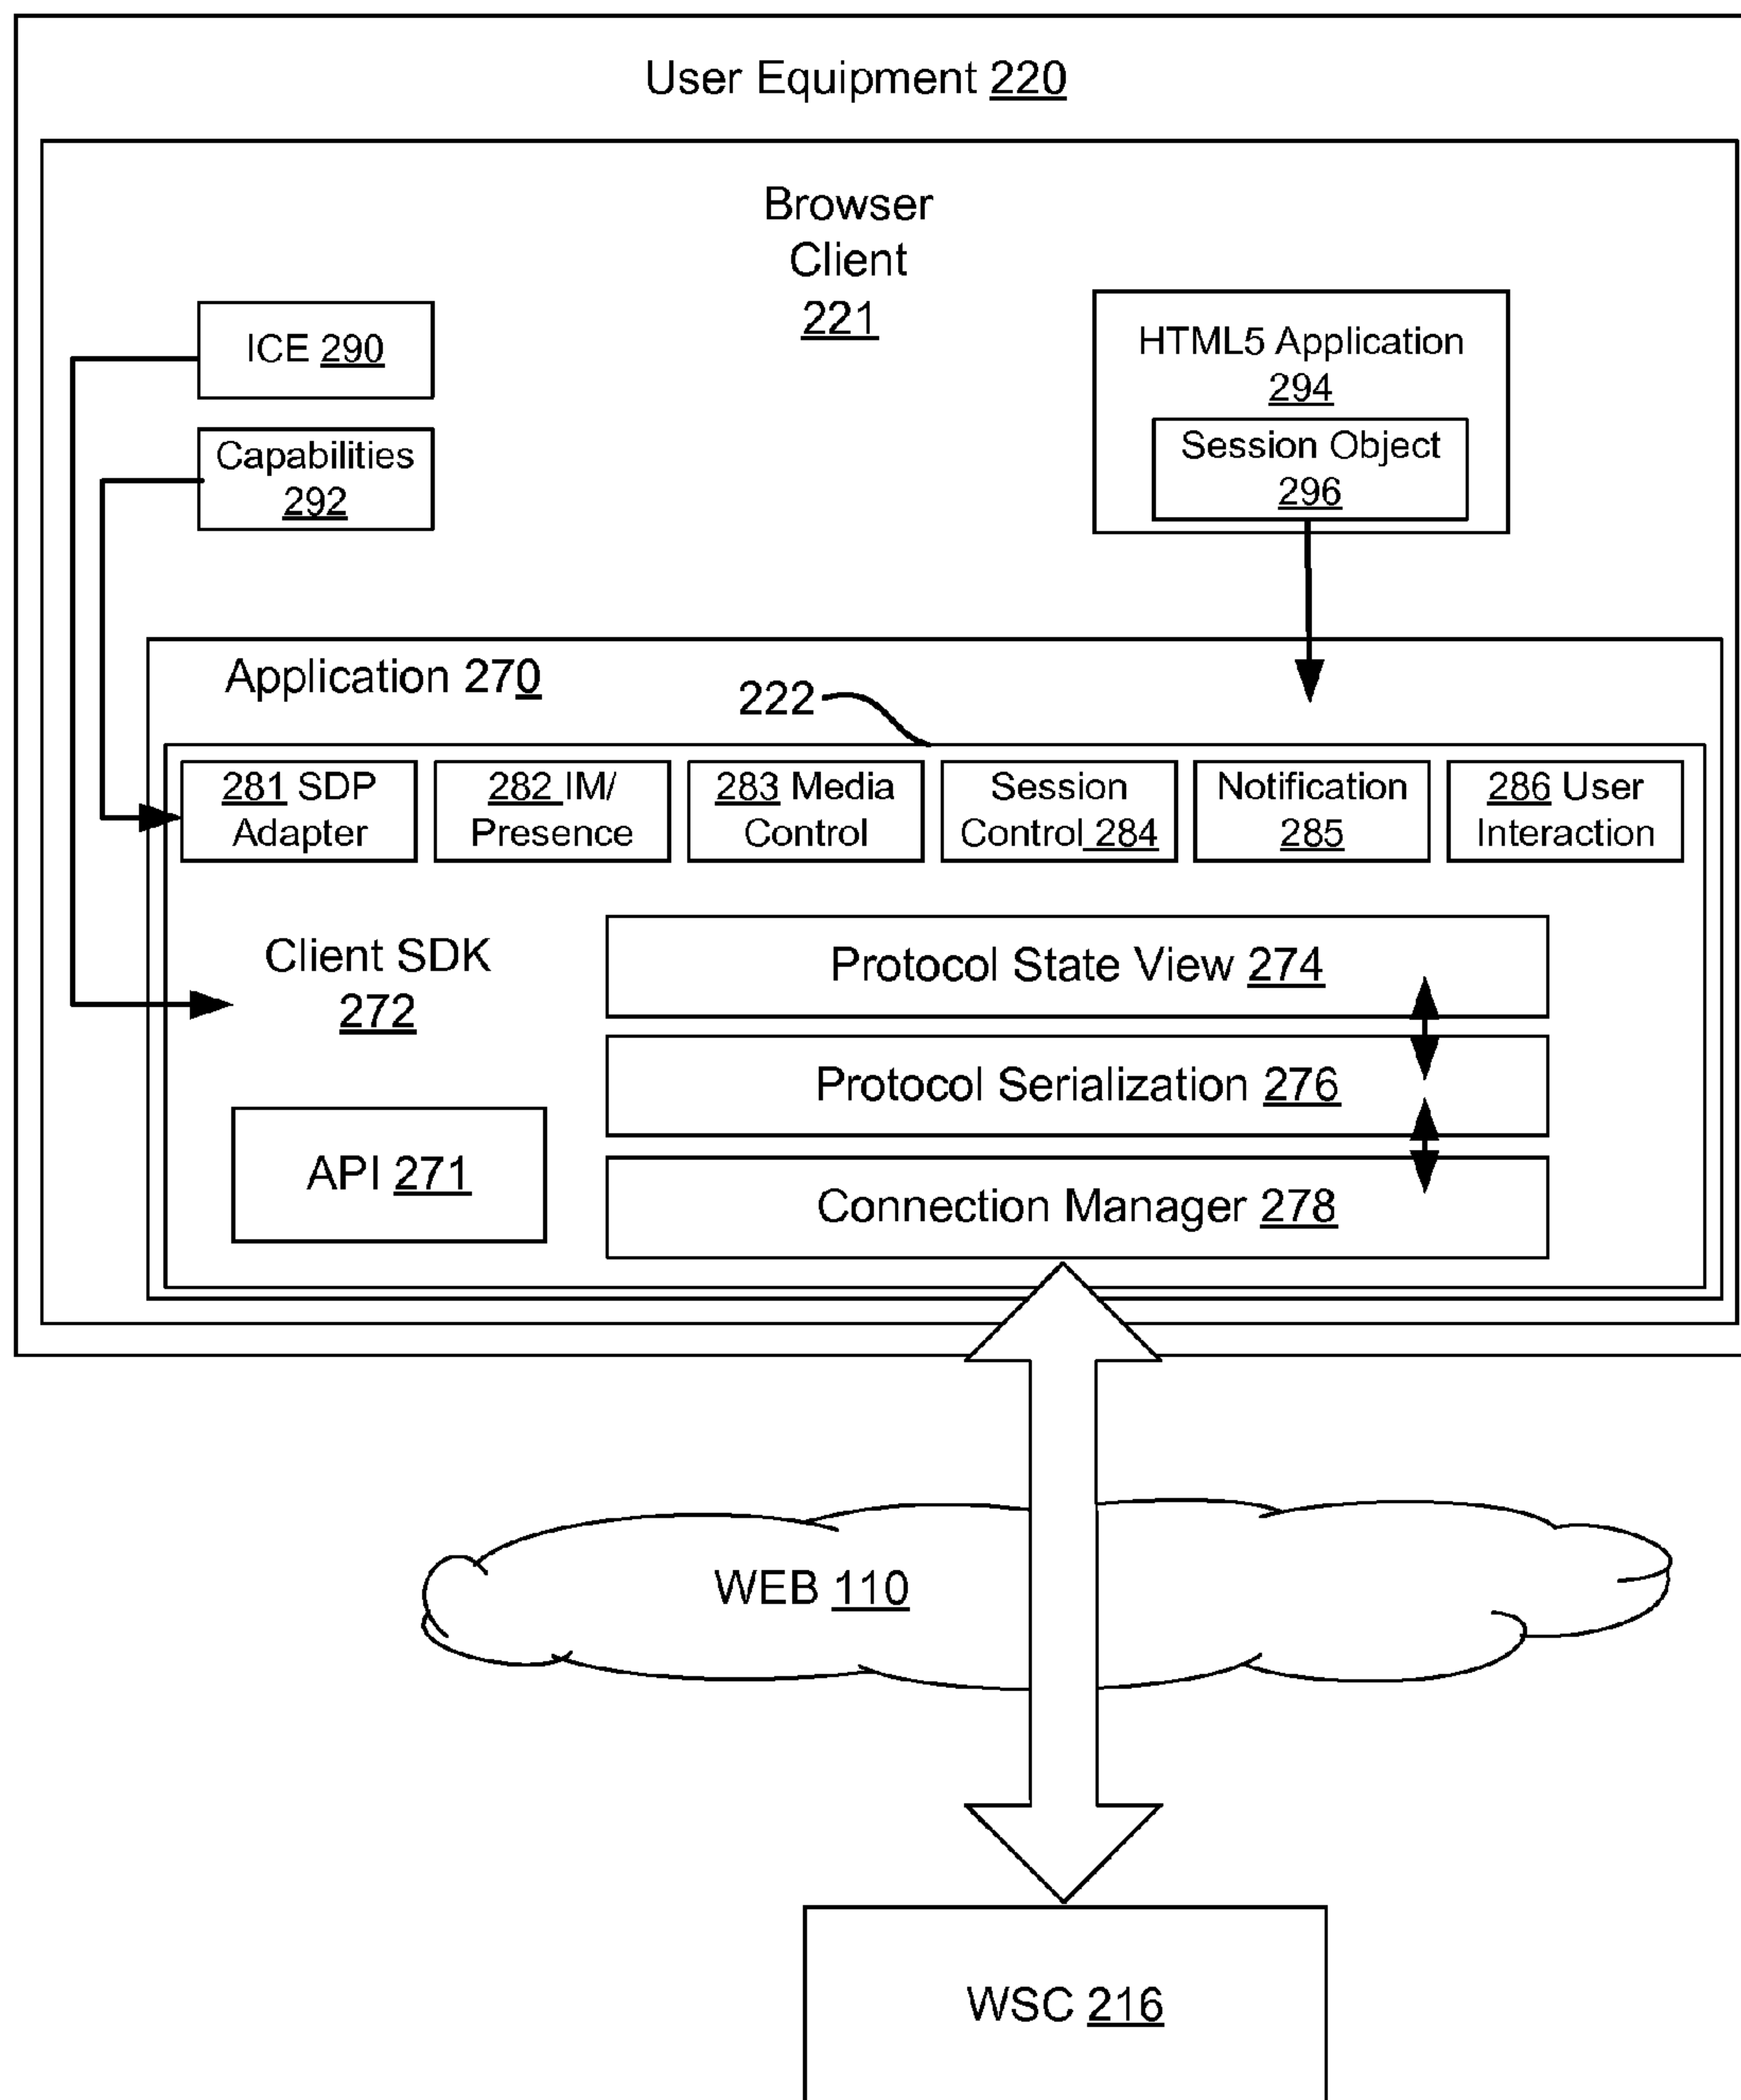 User Equipment 220
Browser
Client
221
ICE 290
HTML5 Application
294
Capabilities
292
Session Object
296
Application 270
222
281 SDP
Adapter
282 IM/
Presence
283 Media
Control
Session
Control 284
Notification
285
286 User
Interaction
Client SDK
272
Protocol State View 274
Protocol Serialization 276
API 271
Connection Manager 278
WEB 110
WSC 216